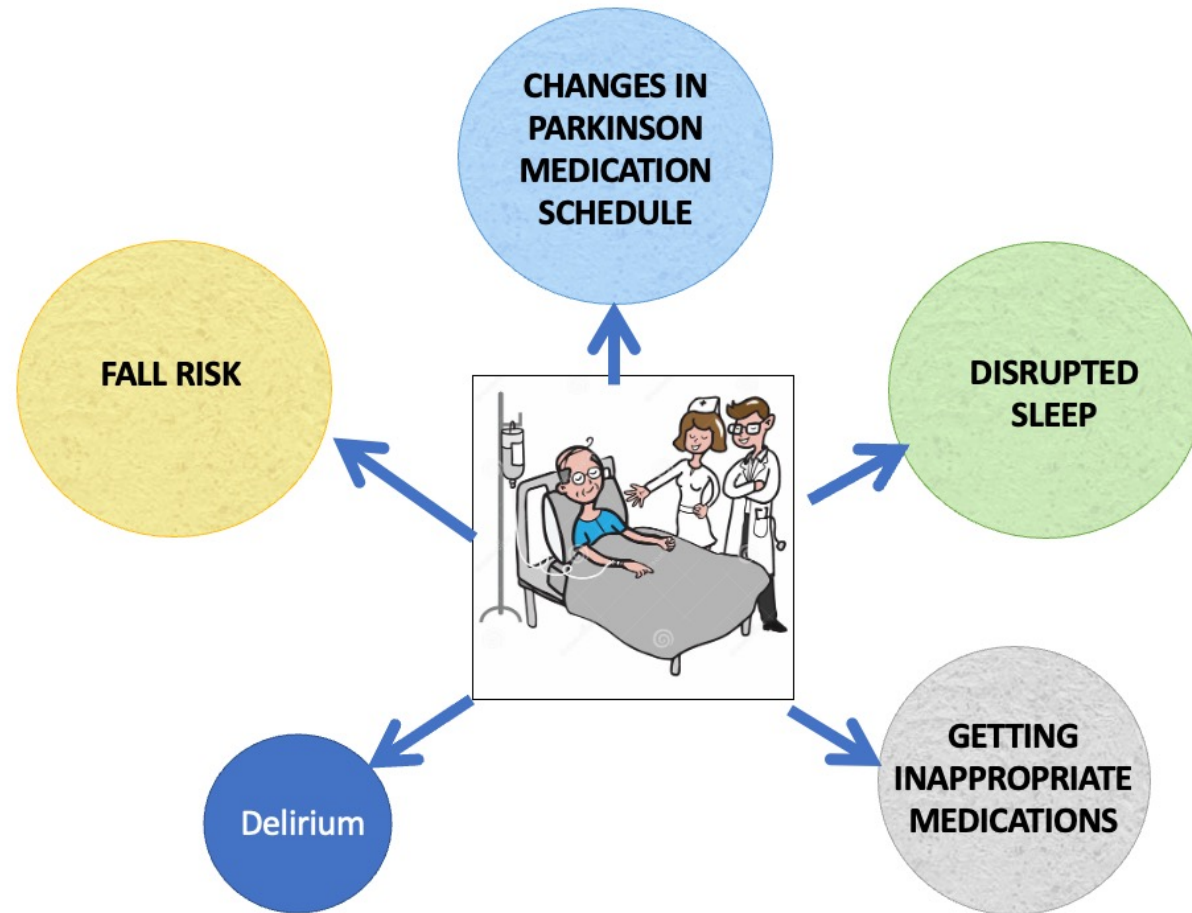 CHANGES IN
PARKINSON
MEDICATION
SCHEDULE
FALL RISK
DISRUPTED
SLEEP
Delirium
GETTING
INAPPROPRIATE
MEDICATIONS